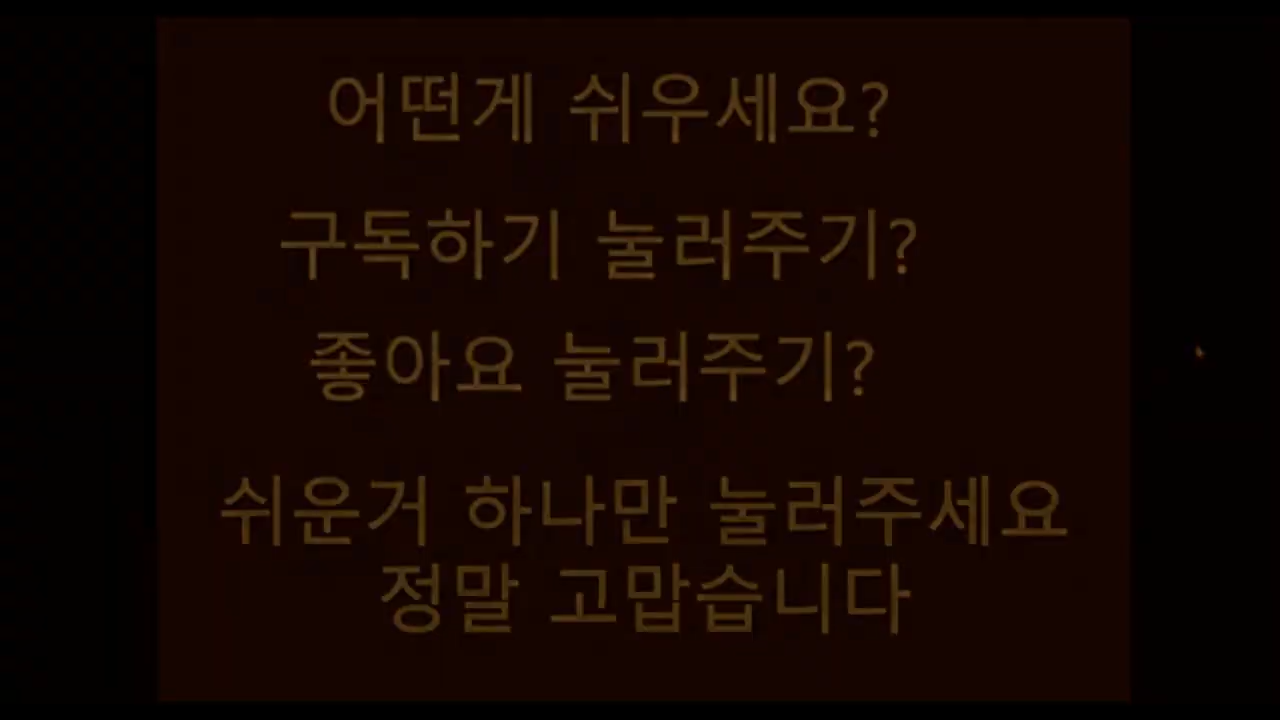 어떤게 쉬우세요?
구독하기 눌러주기?
좋아요 눌러주기?
쉬운거 하나만 눌러주세요
정말 고맙습니다